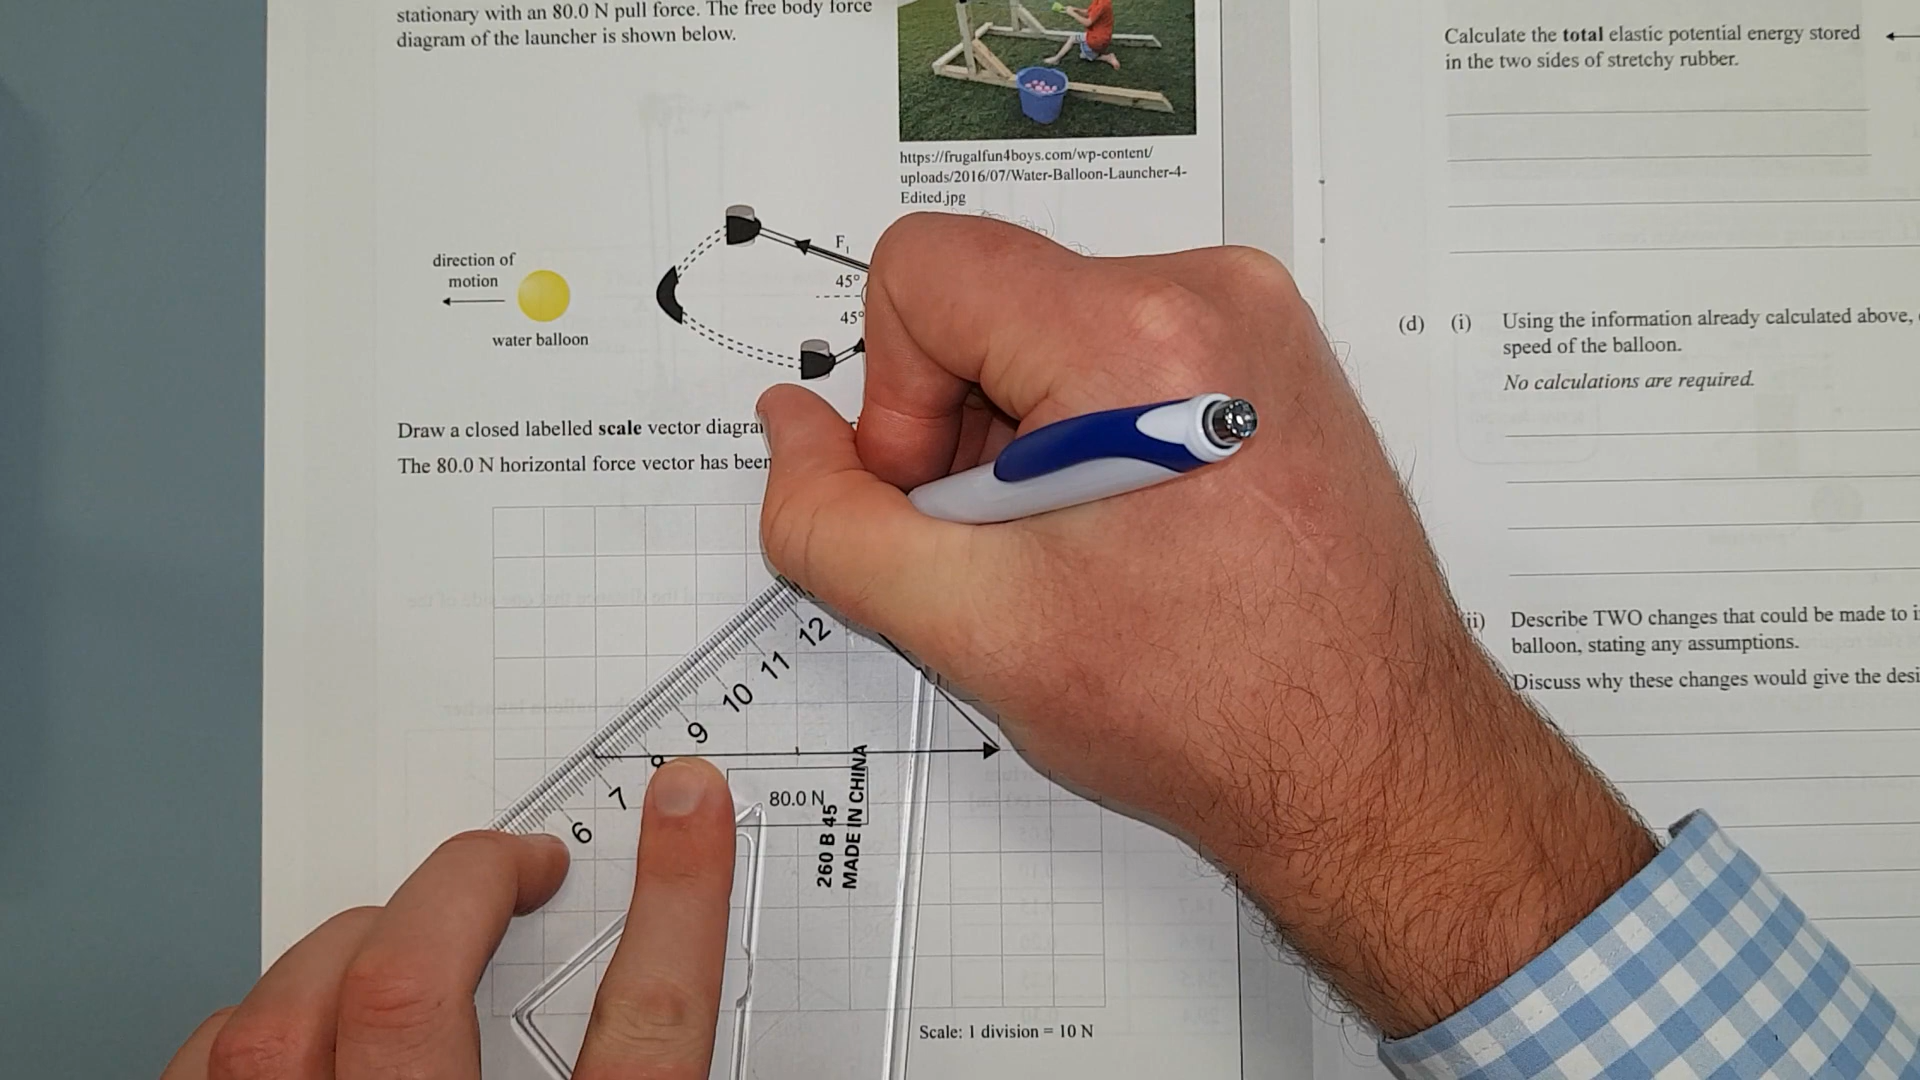 stationary with an 80.0 N pull force. The free body force
diagram of the launcher is shown below.
https://frugalfun4boys.com/wp-content/
uploads/2016/07/Water-Balloon-Launcher-4-
Edited.jpg
direction of
motion
water balloon
F1
45°
45°
Draw a closed labelled scale vector
The 80.0 N horizontal force vector has been
6
7
8
9
10
11
12
80.0 N
260 B 45
MADE IN CHINA
Scale: 1 division = 10 N
Calculate the total elastic potential energy stored
in the two sides of stretchy rubber.
(d) (i) Using the information already calculated above,
speed of the balloon.
No calculations are required.
(ii) Describe TWO changes that could be made to
balloon, stating any assumptions.
Discuss why these changes would give the